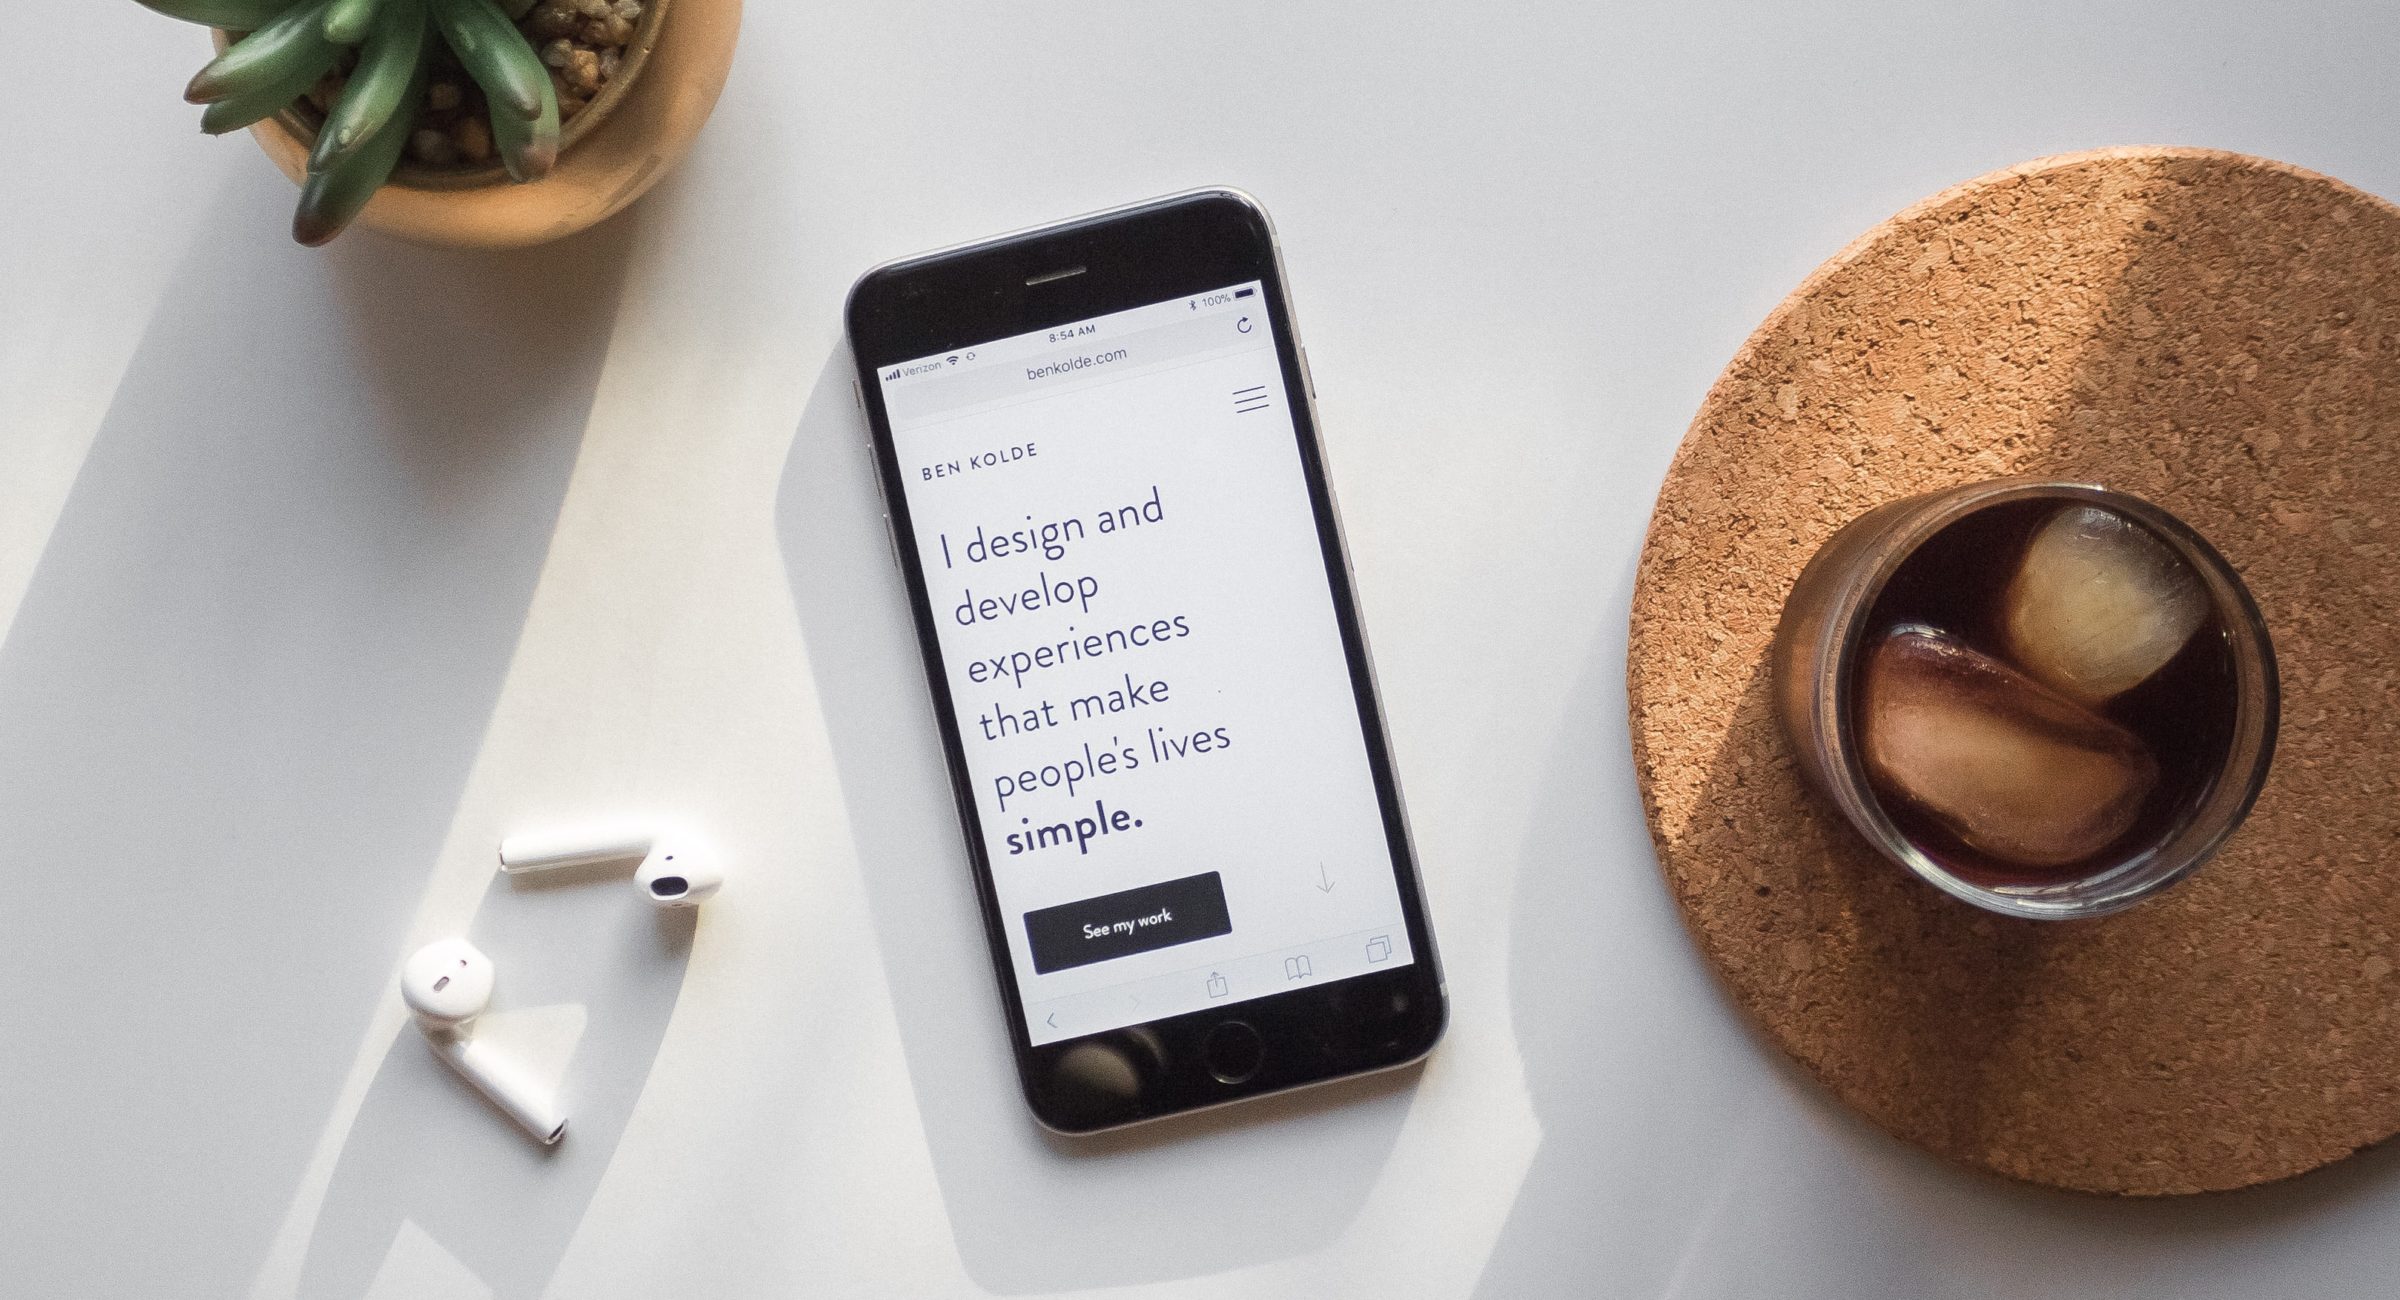 Verizon 8:54 AM 100%
benkolde.com
BEN KOLDE
I design and
develop
experiences
that make
people's lives
simple.
See my work